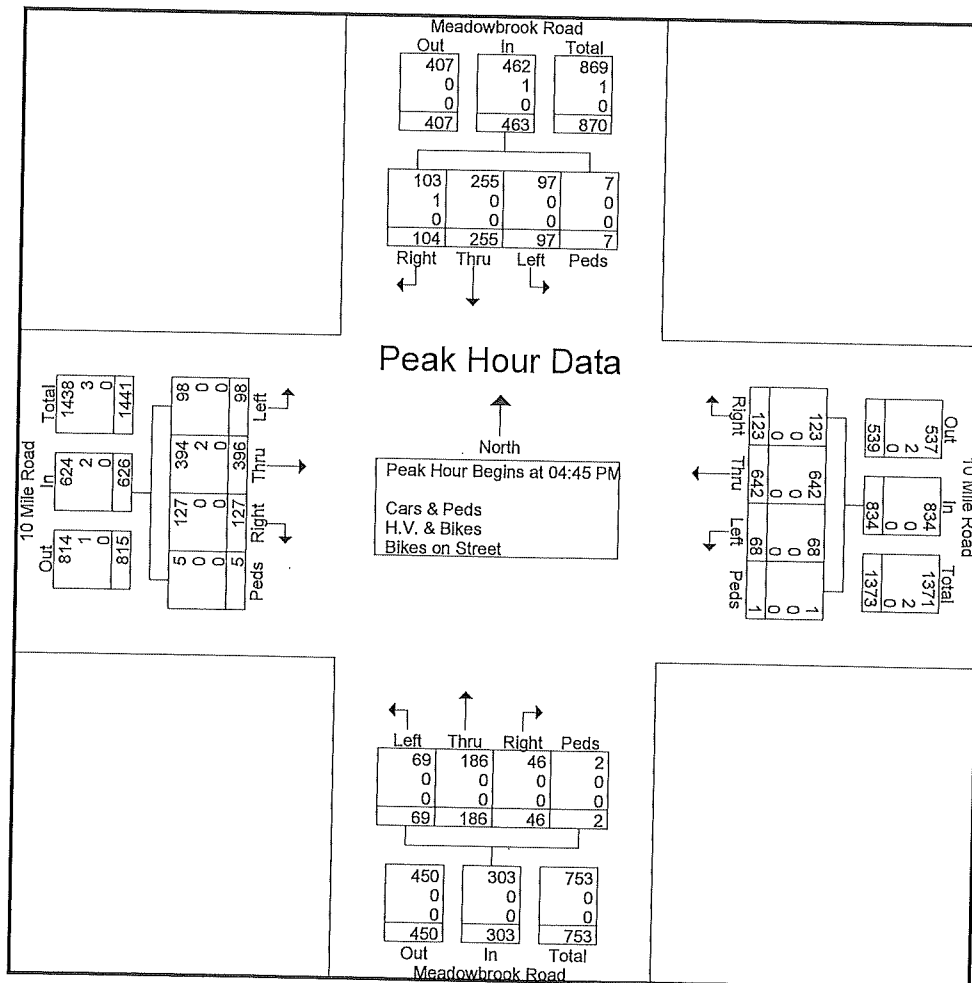 Meadowbrook Road
Out In Total
407 462 869
0 1 1
0 0 0
407 463 870
103 255 97 7
1 0 0 0
0 0 0 0
104 255 97 7
Right Thru Left Peds
Peak Hour Data
North
Peak Hour Begins at 04:45 PM
Cars & Peds
H.V. & Bikes
Bikes on Street
10 Mile Road
Out In Total
814 624 1438
1 2 3
0 0 0
815 626 1441
98 394 127 5
0 2 0 0
0 0 0 0
98 396 127 5
Left Thru Right Peds
10 Mile Road
Out In Total
537 834 1371
2 0 2
0 0 0
539 834 1373
123 642 68 1
0 0 0 0
0 0 0 0
123 642 68 1
Right Thru Left Peds
Left Thru Right Peds
69 186 46 2
0 0 0 0
0 0 0 0
69 186 46 2
450 303 753
0 0 0
0 0 0
450 303 753
Out In Total
Meadowbrook Road